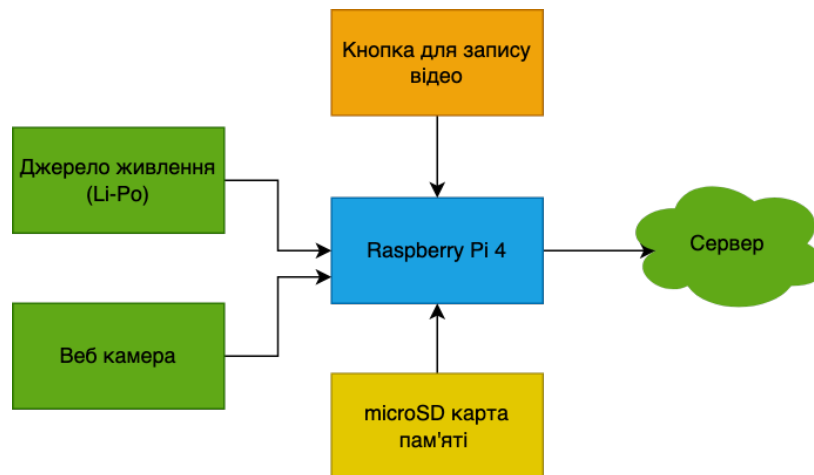 Кнопка для запису
відео
Джерело живлення
(Li-Po)
Raspberry Pi 4
Сервер
Веб камера
microSD карта
пам'яті